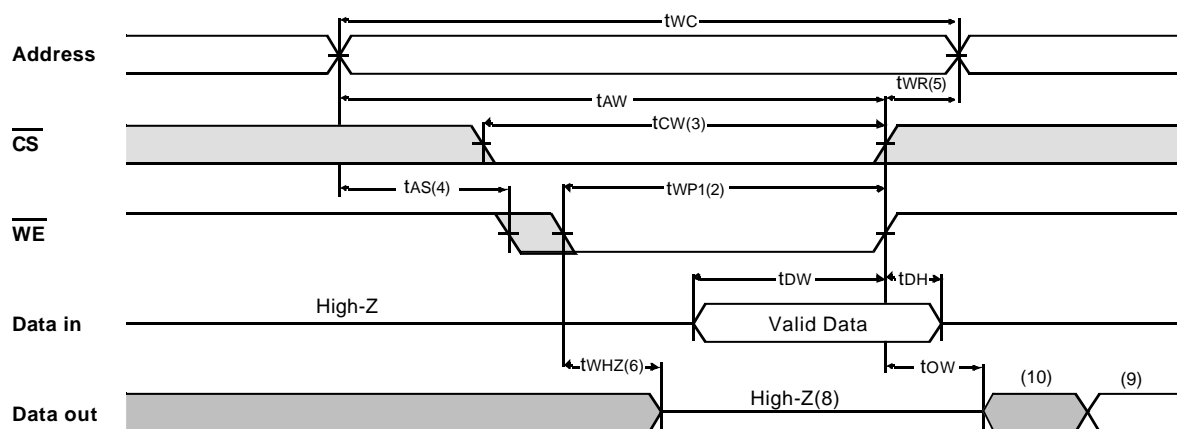 tWC
Address
tWR(5)
tAW
tCW(3)
CS
tAS(4)
tWP1(2)
WE
tDW
tDH
High-Z
Data in
Valid Data
tWHZ(6)
tOW
High-Z(8)
(10)
(9)
Data out